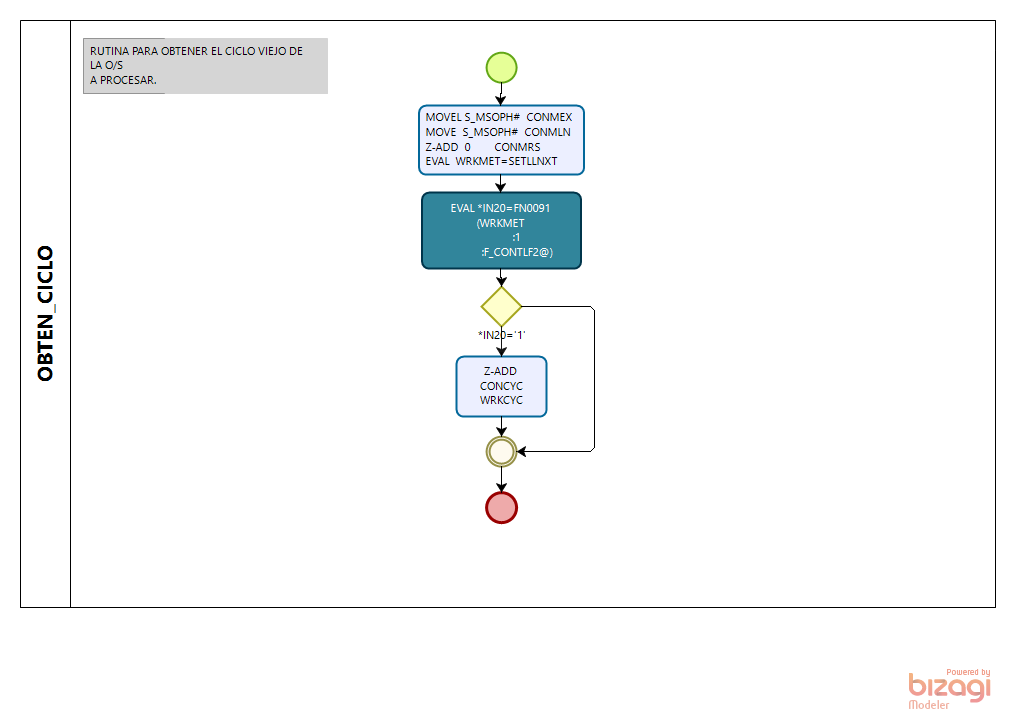 OBTEN_CICLO
RUTINA PARA OBTENER EL CICLO VIEJO DE
LA O/S
A PROCESAR.
MOVEL S_MSOPH# CONMEX
MOVE S_MSOPH# CONMLN
Z-ADD 0 CONMRS
EVAL WRKMET=SETLLNXT
EVAL *IN20=FN0091
(WRKMET
:1
:F_CONTLF2@)
*IN20='1'
Z-ADD
CONCYC
WRKCYC
Powered by
bizagi
Modeler